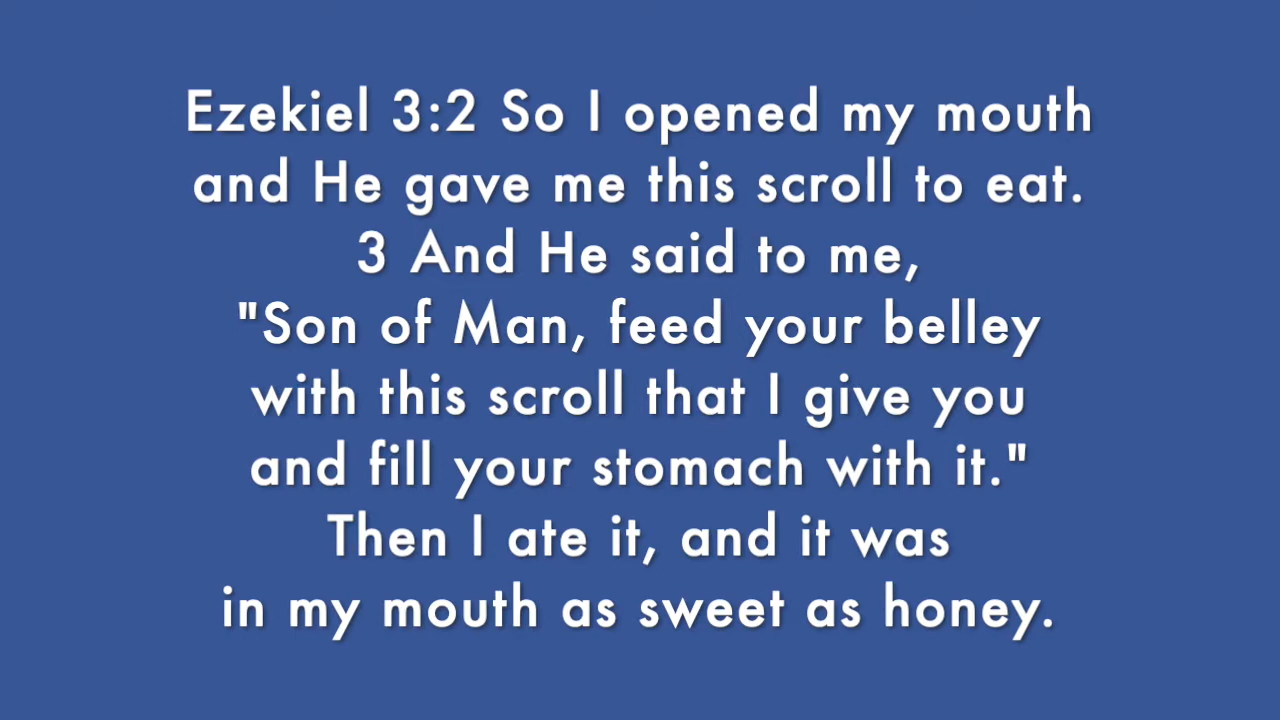 Ezekiel 3:2 So I opened my mouth
and He gave me this scroll to eat.
3 And He said to me,
"Son of Man, feed your belley
with this scroll that I give you
and fill your stomach with it."
Then I ate it, and it was
in my mouth as sweet as honey.